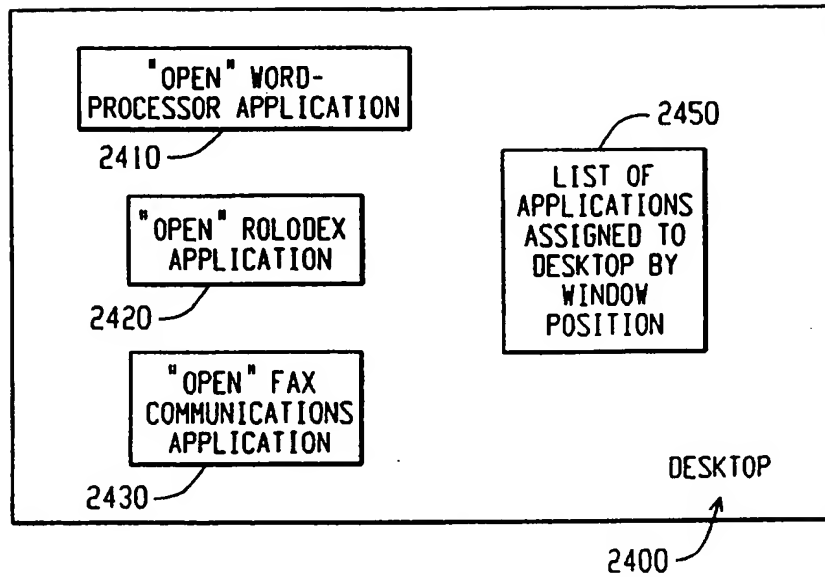 "OPEN" WORD-
PROCESSOR APPLICATION
2410
2450
LIST OF
APPLICATIONS
ASSIGNED TO
DESKTOP BY
WINDOW
POSITION
"OPEN" ROLODEX
APPLICATION
2420
"OPEN" FAX
COMMUNICATIONS
APPLICATION
2430
DESKTOP
2400